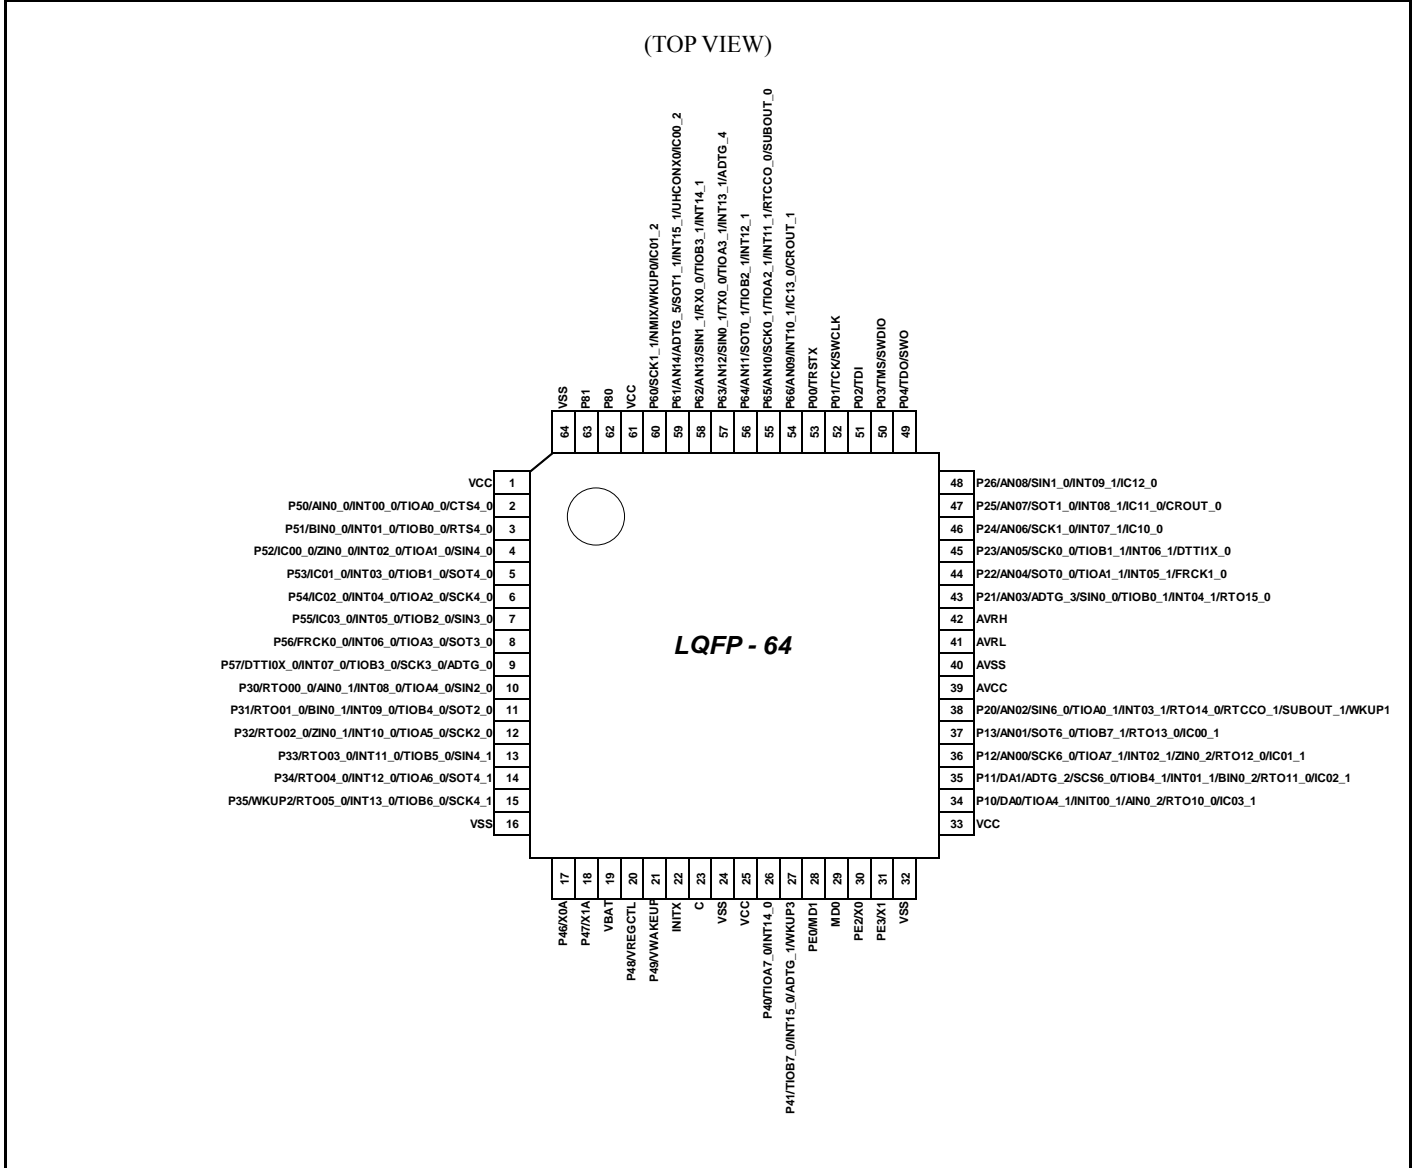 (TOP VIEW)
VSS
P81
P80
VCC
P60/SCK1_1/NMIX/WKUP0/IC01_2
P61/AN14/ADTG_5/SOT1_1/INT15_1/UHCONX0/IC00_2
P62/AN13/SIN1_1/RX0_0/TIOB3_1/INT14_1
P63/AN12/SIN0_1/TX0_0/TIOA3_1/INT13_1/ADTG_4
P64/AN11/SOT0_1/TIOB2_1/INT12_1
P65/AN10/SCK0_1/TIOA2_1/INT11_1/RTCCO_0/SUBOUT_0
P66/AN09/INT10_1/IC13_0/CROUT_1
P00/TRSTX
P01/TCK/SWCLK
P02/TDI
P03/TMS/SWDIO
P04/TDO/SWO
64 63 62 61 60 59 58 57 56 55 54 53 52 51 50 49
VCC 1
P50/AIN0_0/INT00_0/TIOA0_0/CTS4_0 2
P51/BIN0_0/INT01_0/TIOB0_0/RTS4_0 3
P52/IC00_0/ZIN0_0/INT02_0/TIOA1_0/SIN4_0 4
P53/IC01_0/INT03_0/TIOB1_0/SOT4_0 5
P54/IC02_0/INT04_0/TIOA2_0/SCK4_0 6
P55/IC03_0/INT05_0/TIOB2_0/SIN3_0 7
P56/FRCK0_0/INT06_0/TIOA3_0/SOT3_0 8
P57/DTTI0X_0/INT07_0/TIOB3_0/SCK3_0/ADTG_0 9
P30/RTO00_0/AIN0_1/INT08_0/TIOA4_0/SIN2_0 10
P31/RTO01_0/BIN0_1/INT09_0/TIOB4_0/SOT2_0 11
P32/RTO02_0/ZIN0_1/INT10_0/TIOA5_0/SCK2_0 12
P33/RTO03_0/INT11_0/TIOB5_0/SIN4_1 13
P34/RTO04_0/INT12_0/TIOA6_0/SOT4_1 14
P35/WKUP2/RTO05_0/INT13_0/TIOB6_0/SCK4_1 15
VSS 16
LQFP - 64
48 P26/AN08/SIN1_0/INT09_1/IC12_0
47 P25/AN07/SOT1_0/INT08_1/IC11_0/CROUT_0
46 P24/AN06/SCK1_0/INT07_1/IC10_0
45 P23/AN05/SCK0_0/TIOB1_1/INT06_1/DTTI1X_0
44 P22/AN04/SOT0_0/TIOA1_1/INT05_1/FRCK1_0
43 P21/AN03/ADTG_3/SIN0_0/TIOB0_1/INT04_1/RTO15_0
42 AVRH
41 AVRL
40 AVSS
39 AVCC
38 P20/AN02/SIN6_0/TIOA0_1/INT03_1/RTO14_0/RTCCO_1/SUBOUT_1/WKUP1
37 P13/AN01/SOT6_0/TIOB7_1/RTO13_0/IC00_1
36 P12/AN00/SCK6_0/TIOA7_1/INT02_1/ZIN0_2/RTO12_0/IC01_1
35 P11/DA1/ADTG_2/SCS6_0/TIOB4_1/INT01_1/BIN0_2/RTO11_0/IC02_1
34 P10/DA0/TIOA4_1/INIT00_1/AIN0_2/RTO10_0/IC03_1
33 VCC
17 18 19 20 21 22 23 24 25 26 27 28 29 30 31 32
P46/X0A
P47/X1A
VBAT
P48/VREGCTL
P49/VWAKEUP
INITX
C
VSS
VCC
P40/TIOA7_0/INT14_0
P41/TIOB7_0/INT15_0/ADTG_1/WKUP3
PE0/MD1
MD0
PE2/X0
PE3/X1
VSS